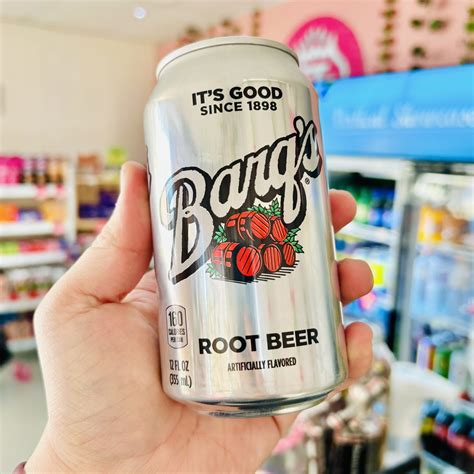 IT'S GOOD
SINCE 1898
Barq's
160
CALORIES
PER CAN
ROOT BEER
ARTIFICIALLY FLAVORED
12 FL OZ
(355 mL)